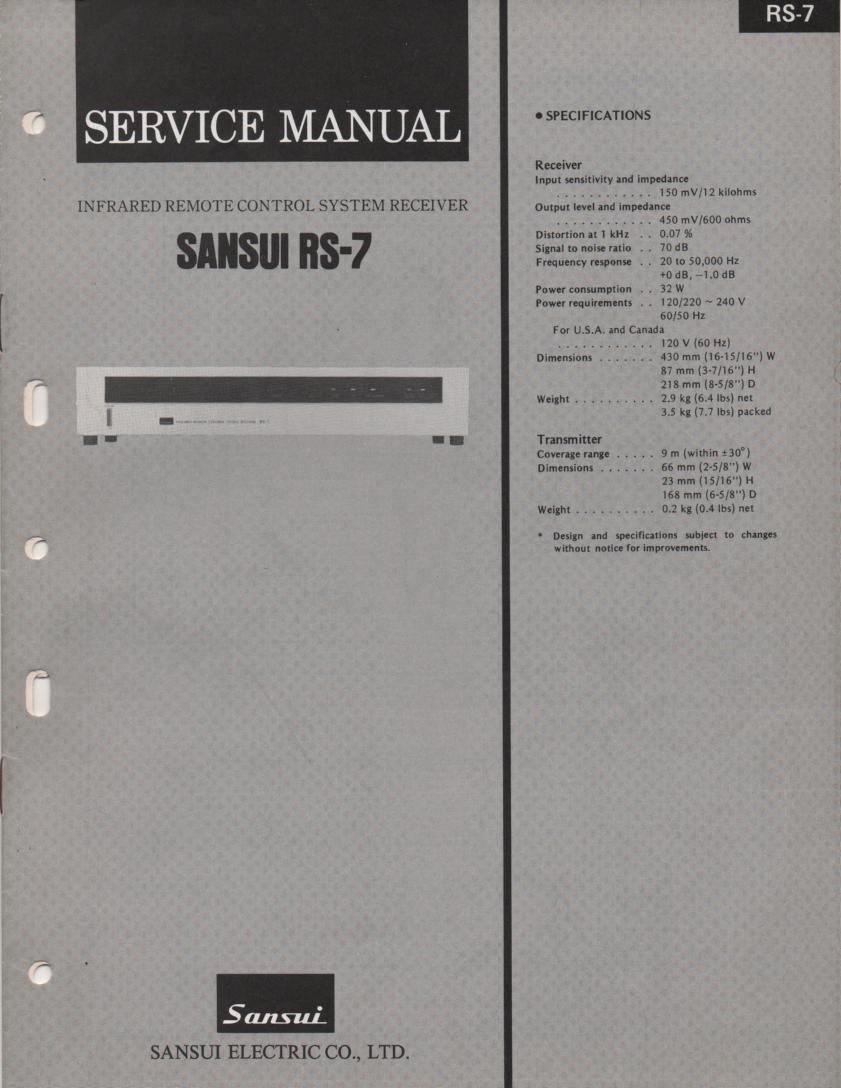 RS-7
SERVICE MANUAL
INFRARED REMOTE CONTROL SYSTEM RECEIVER
SANSUI RS-7
Sansui
SANSUI ELECTRIC CO., LTD.
● SPECIFICATIONS
Receiver
Input sensitivity and impedance
. . . . . . . . . . . . 150 mV/12 kilohms
Output level and impedance
. . . . . . . . . . . . 450 mV/600 ohms
Distortion at 1 kHz . . 0.07 %
Signal to noise ratio . . 70 dB
Frequency response . . 20 to 50,000 Hz
+0 dB, −1.0 dB
Power consumption . . 32 W
Power requirements . . 120/220 ~ 240 V
60/50 Hz
For U.S.A. and Canada
. . . . . . . . . . . . 120 V (60 Hz)
Dimensions . . . . . . . 430 mm (16-15/16") W
87 mm (3-7/16") H
218 mm (8-5/8") D
Weight . . . . . . . . . . 2.9 kg (6.4 lbs) net
3.5 kg (7.7 lbs) packed
Transmitter
Coverage range . . . . . 9 m (within ±30°)
Dimensions . . . . . . . 66 mm (2-5/8") W
23 mm (15/16") H
168 mm (6-5/8") D
Weight . . . . . . . . . . 0.2 kg (0.4 lbs) net
* Design and specifications subject to changes
without notice for improvements.